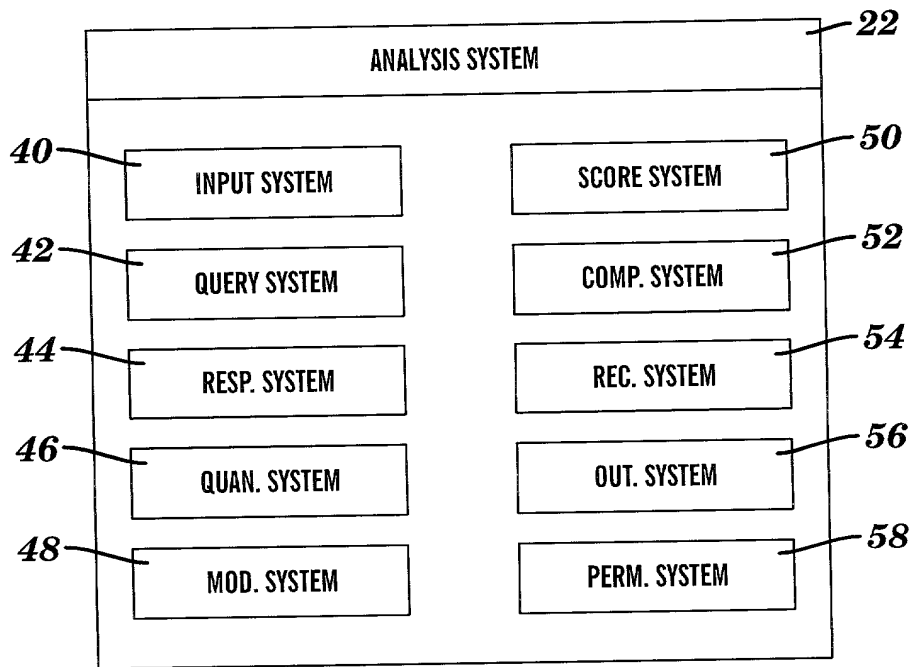 22
ANALYSIS SYSTEM
40
INPUT SYSTEM
50
SCORE SYSTEM
42
QUERY SYSTEM
52
COMP. SYSTEM
44
RESP. SYSTEM
54
REC. SYSTEM
46
QUAN. SYSTEM
56
OUT. SYSTEM
48
MOD. SYSTEM
58
PERM. SYSTEM